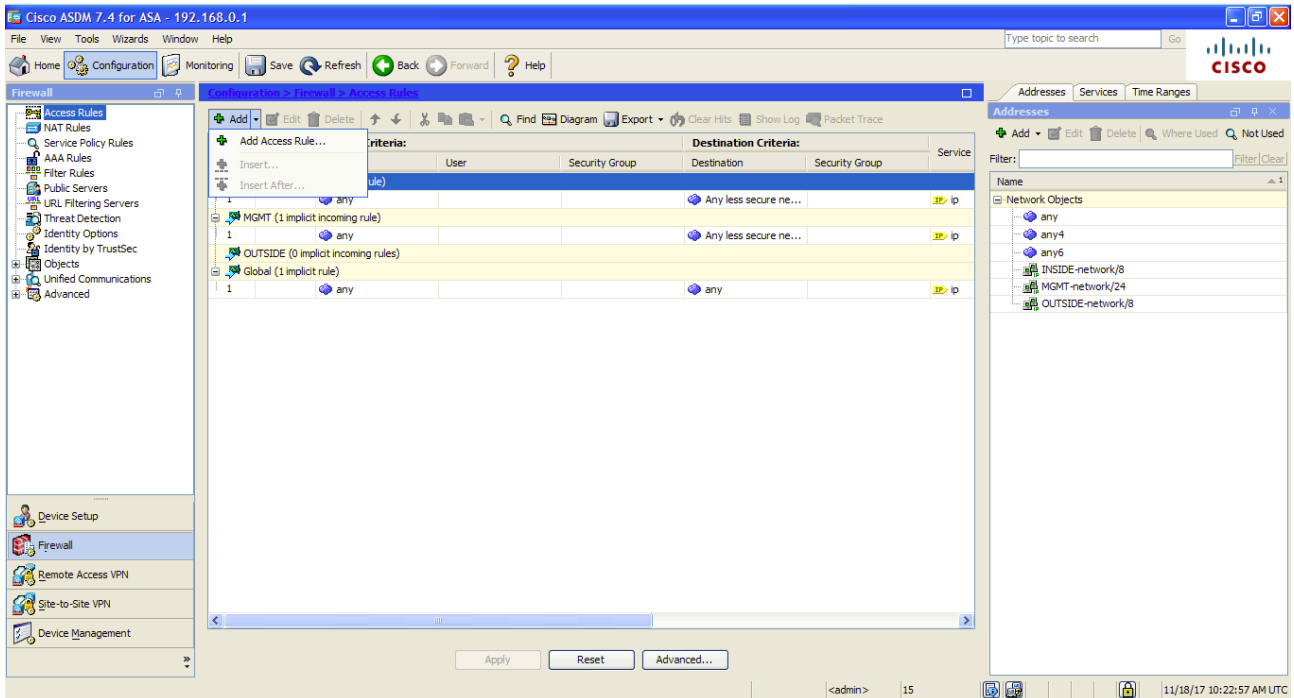 Cisco ASDM 7.4 for ASA - 192.168.0.1
File View Tools Wizards Window Help
Type topic to search Go
Home Configuration Monitoring Save Refresh Back Forward Help
CISCO
Firewall
Access Rules
NAT Rules
Service Policy Rules
AAA Rules
Filter Rules
Public Servers
URL Filtering Servers
Threat Detection
Identity Options
Identity by TrustSec
Objects
Unified Communications
Advanced
Device Setup
Firewall
Remote Access VPN
Site-to-Site VPN
Device Management
Configuration > Firewall > Access Rules
Add Edit Delete Find Diagram Export Clear Hits Show Log Packet Trace
Add Access Rule...
Insert...
Insert After...
Criteria: Destination Criteria: Service
User Security Group Destination Security Group
rule)
1 any Any less secure ne... IP ip
MGMT (1 implicit incoming rule)
1 any Any less secure ne... IP ip
OUTSIDE (0 implicit incoming rules)
Global (1 implicit rule)
1 any any IP ip
Apply Reset Advanced...
Addresses Services Time Ranges
Addresses
Add Edit Delete Where Used Not Used
Filter: Filter Clear
Name 1
Network Objects
any
any4
any6
INSIDE-network/8
MGMT-network/24
OUTSIDE-network/8
<admin> 15 11/18/17 10:22:57 AM UTC